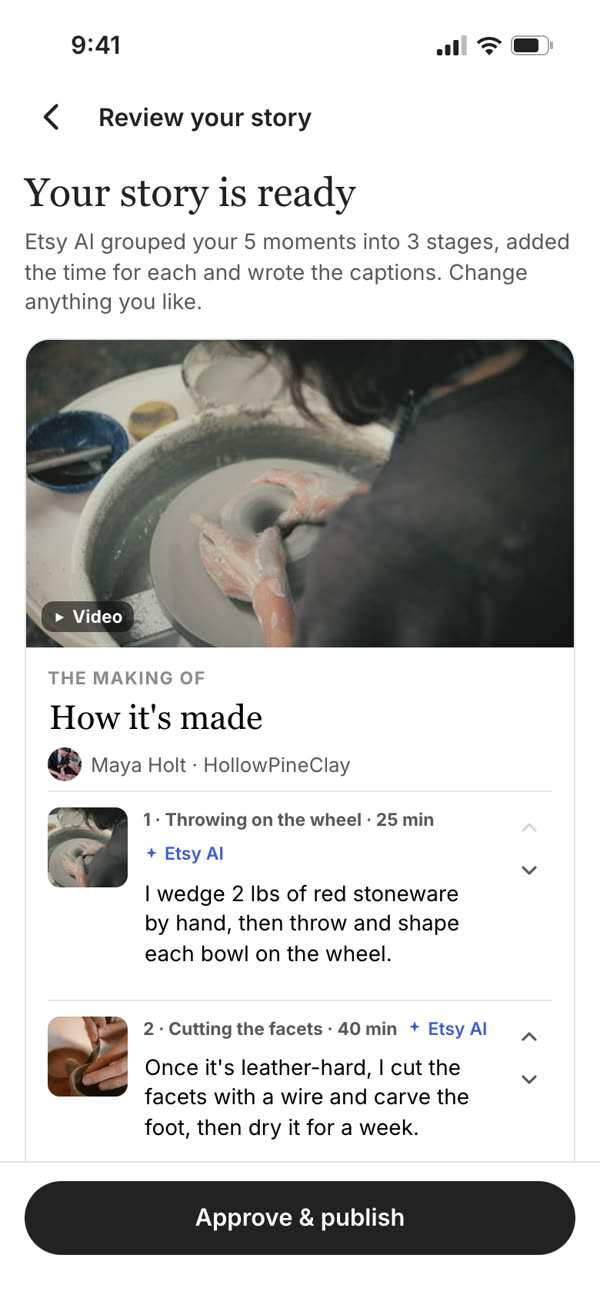 9:41
Review your story
Your story is ready
Etsy AI grouped your 5 moments into 3 stages, added
the time for each and wrote the captions. Change
anything you like.
Video
THE MAKING OF
How it's made
Maya Holt · HollowPineClay
1 · Throwing on the wheel · 25 min
Etsy AI
I wedge 2 lbs of red stoneware
by hand, then throw and shape
each bowl on the wheel.
2 · Cutting the facets · 40 min Etsy AI
Once it's leather-hard, I cut the
facets with a wire and carve the
foot, then dry it for a week.
Approve & publish